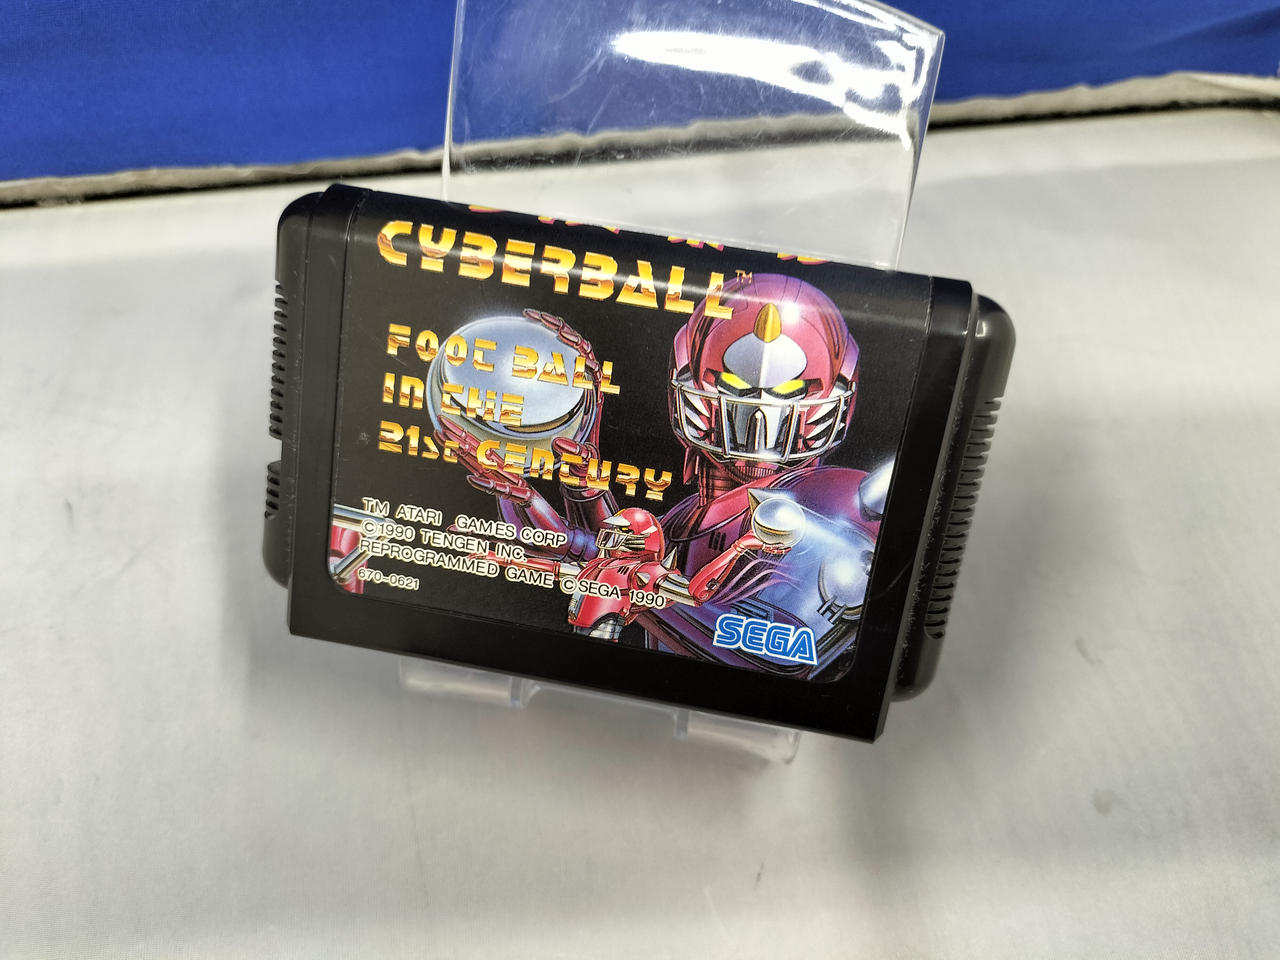 CYBERBALL™
FOOT BALL
IN THE
21ST CENTURY
TM ATARI GAMES CORP
©1990 TENGEN INC.
REPROGRAMMED GAME ©SEGA 1990
670-0621
SEGA